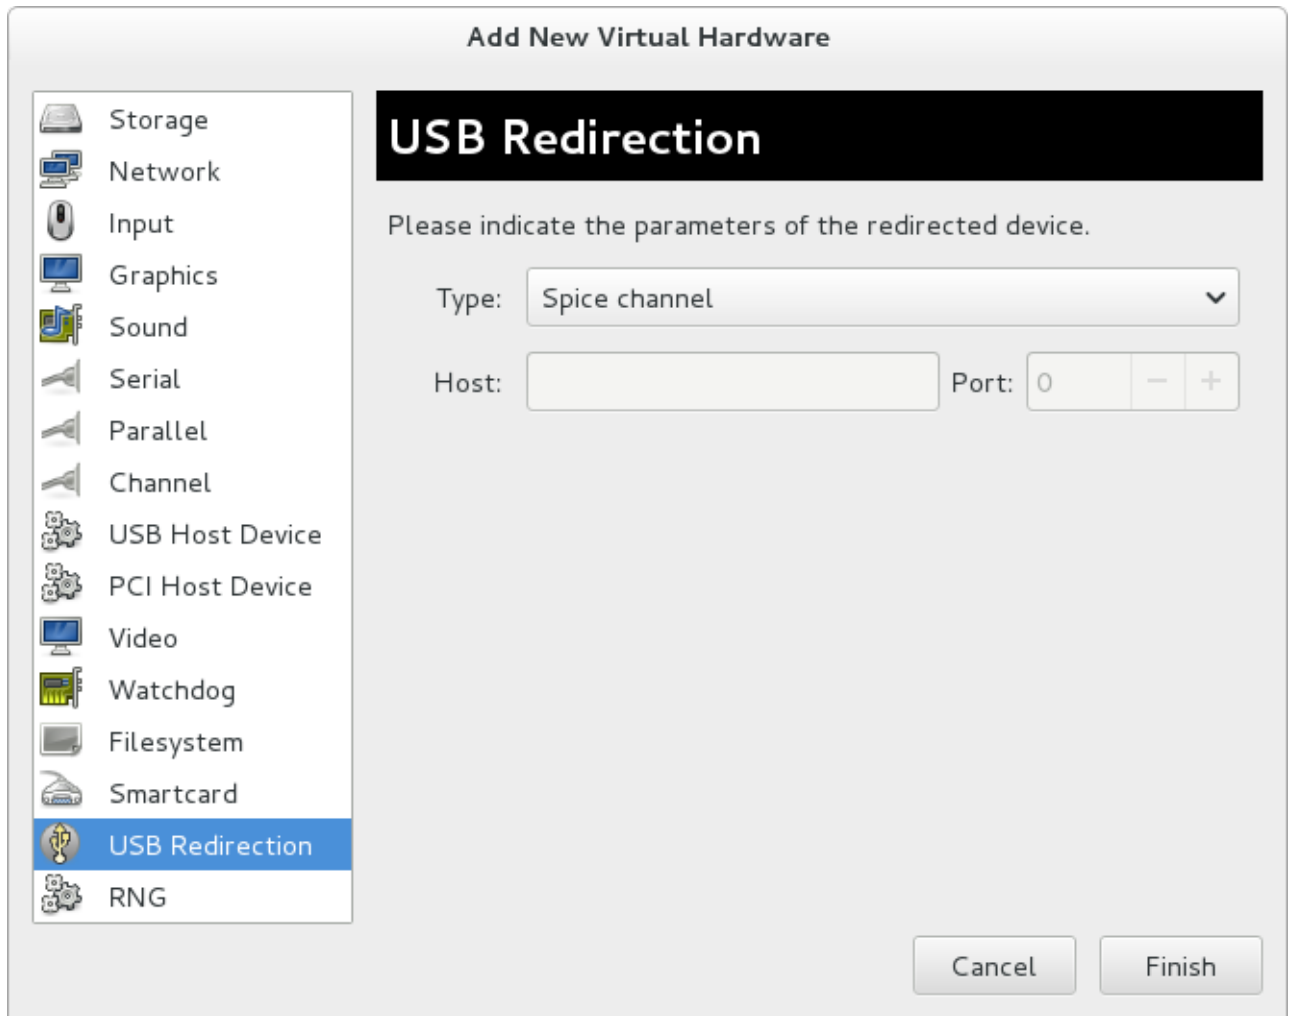 Add New Virtual Hardware
Storage
Network
Input
Graphics
Sound
Serial
Parallel
Channel
USB Host Device
PCI Host Device
Video
Watchdog
Filesystem
Smartcard
USB Redirection
RNG
USB Redirection
Please indicate the parameters of the redirected device.
Type: Spice channel
Host: Port: 0 − +
Cancel Finish